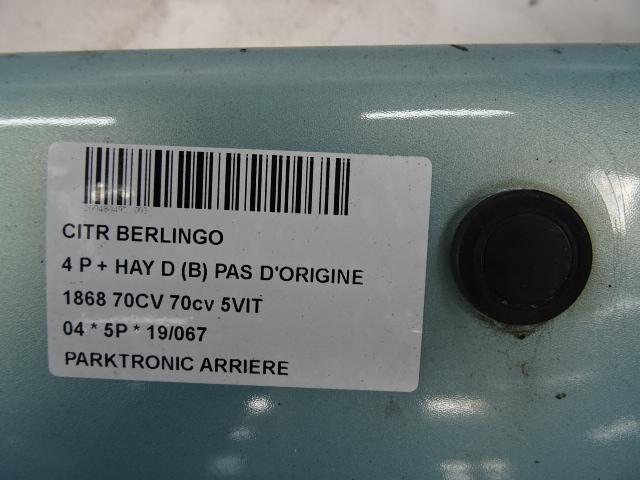 CITR BERLINGO
4 P + HAY D (B) PAS D'ORIGINE
1868 70CV 70cv 5VIT
04 * 5P * 19/067
PARKTRONIC ARRIERE